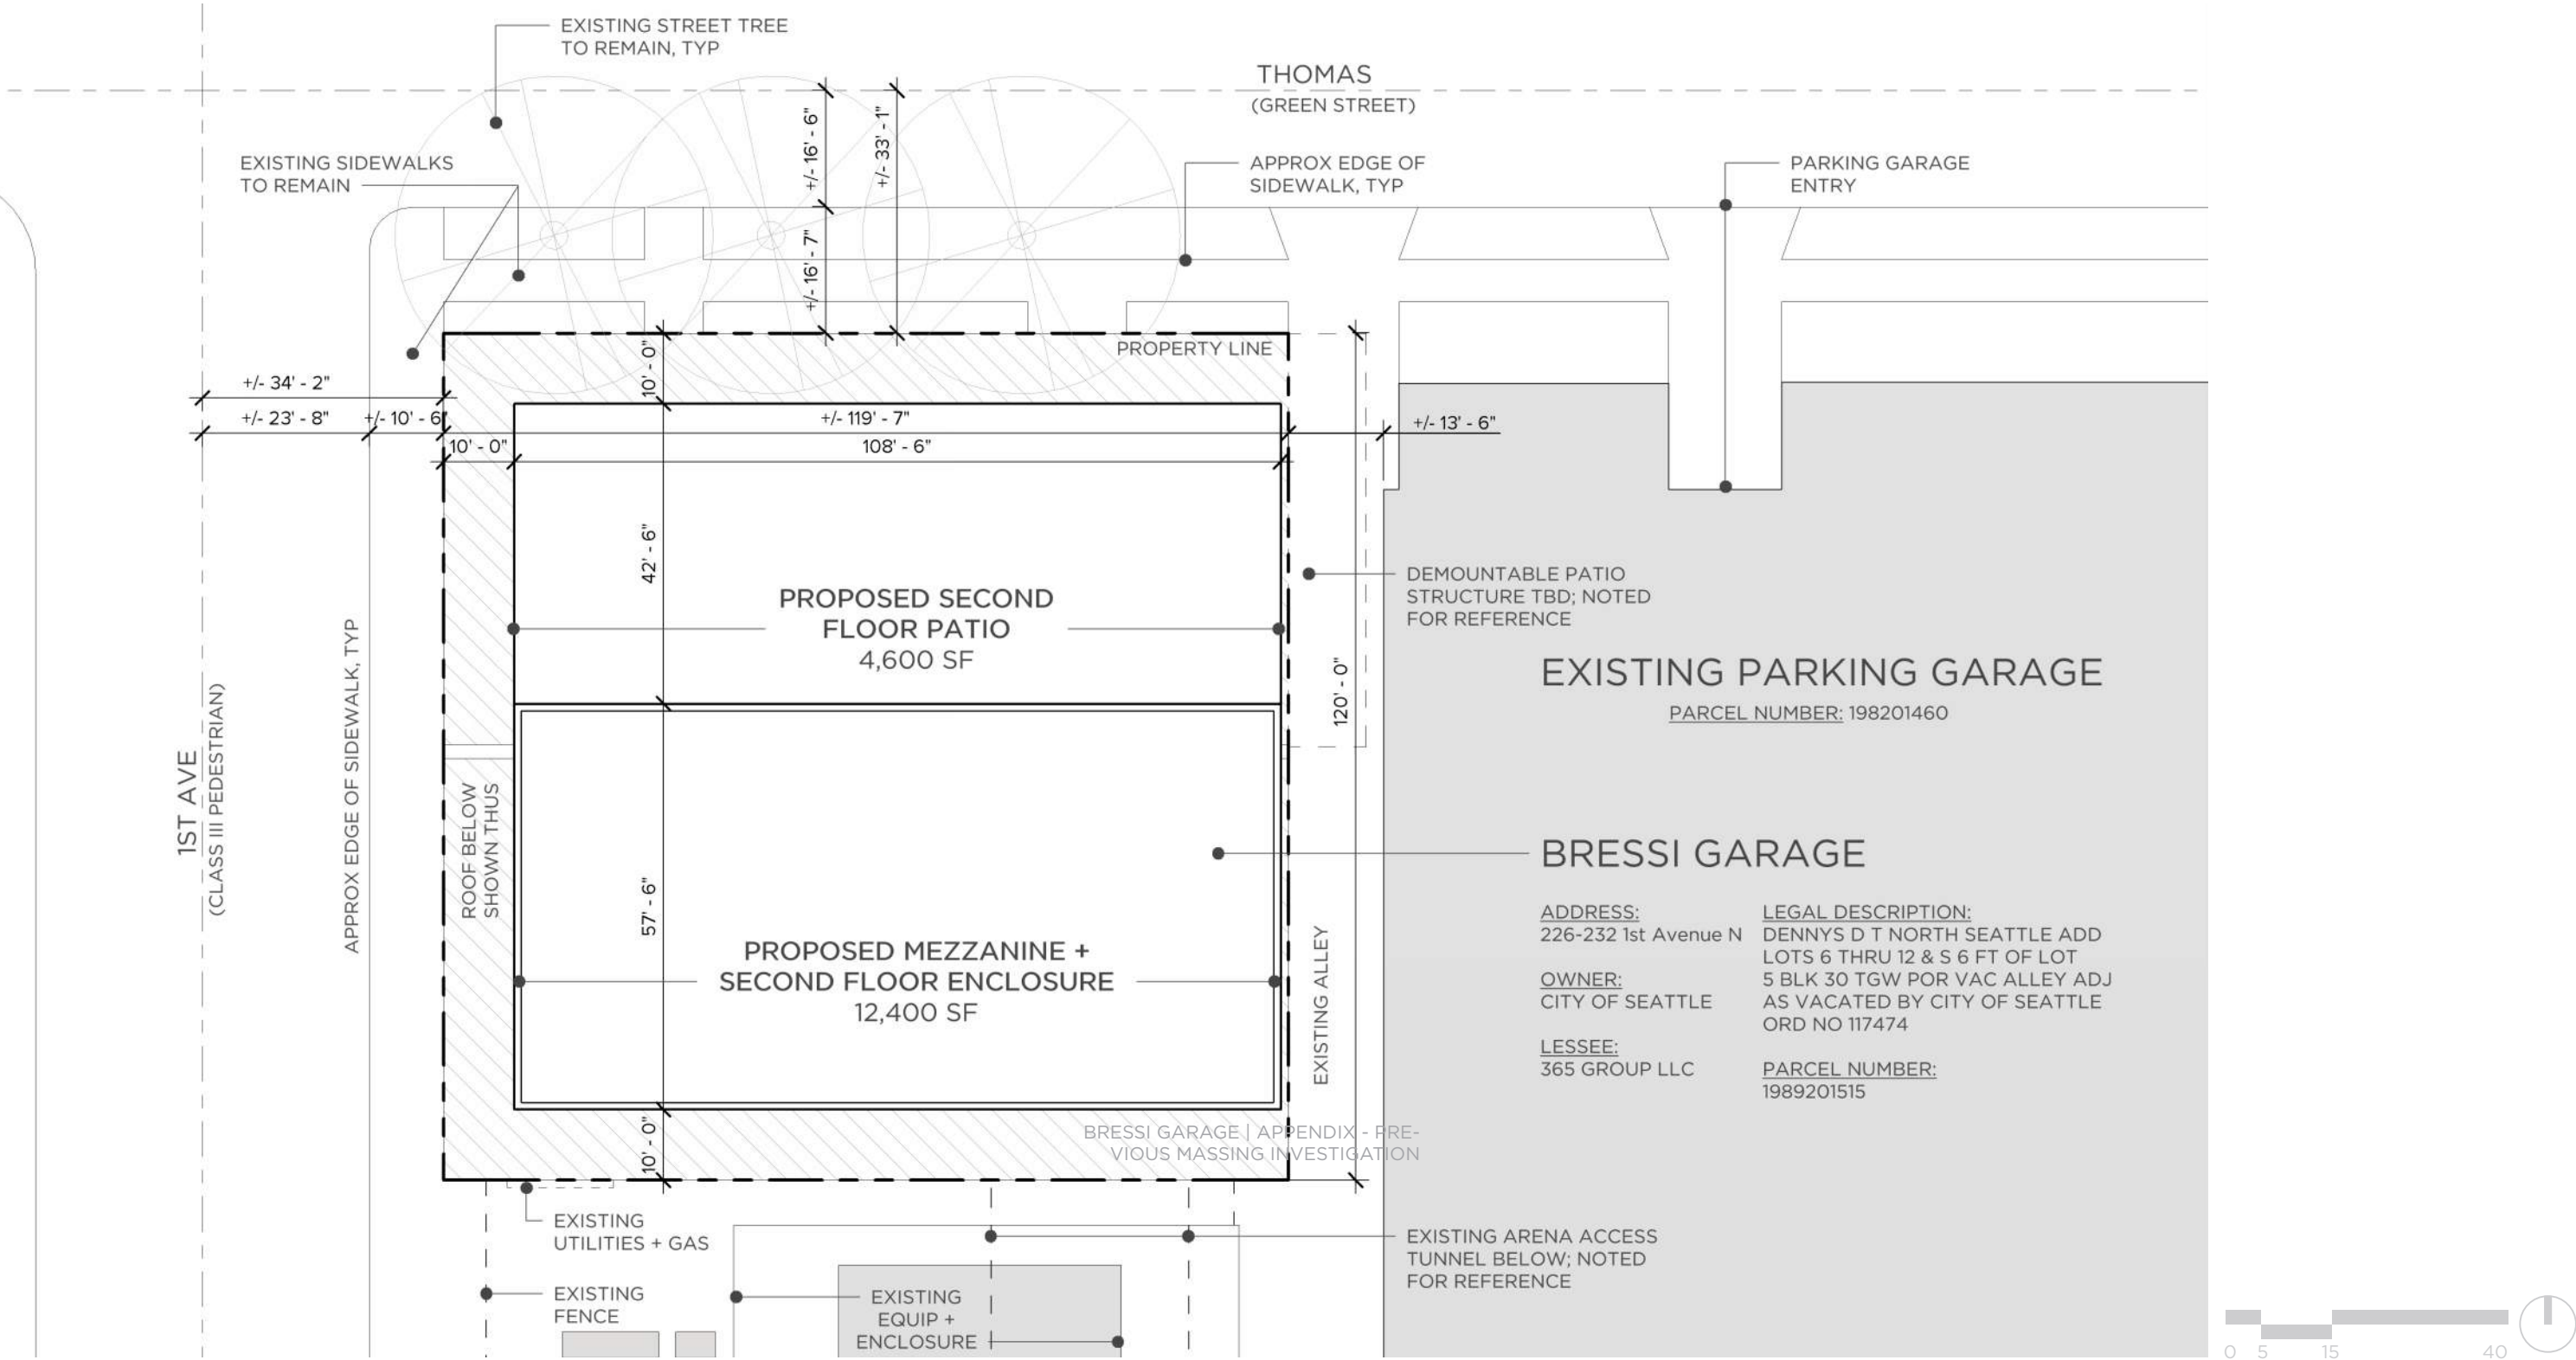 EXISTING STREET TREE
TO REMAIN, TYP
THOMAS
(GREEN STREET)
EXISTING SIDEWALKS
TO REMAIN
+/- 16' - 6"
+/- 33' - 1"
APPROX EDGE OF
SIDEWALK, TYP
PARKING GARAGE
ENTRY
+/- 16' - 7"
PROPERTY LINE
10' - 0"
+/- 34' - 2"
+/- 23' - 8"
+/- 10' - 6"
+/- 119' - 7"
+/- 13' - 6"
10' - 0"
108' - 6"
42' - 6"
DEMOUNTABLE PATIO
STRUCTURE TBD; NOTED
FOR REFERENCE
PROPOSED SECOND
FLOOR PATIO
4,600 SF
120' - 0"
EXISTING PARKING GARAGE
PARCEL NUMBER: 198201460
1ST AVE
(CLASS III PEDESTRIAN)
APPROX EDGE OF SIDEWALK, TYP
ROOF BELOW
SHOWN THUS
57' - 6"
PROPOSED MEZZANINE +
SECOND FLOOR ENCLOSURE
12,400 SF
EXISTING ALLEY
BRESSI GARAGE
ADDRESS:
226-232 1st Avenue N
OWNER:
CITY OF SEATTLE
LESSEE:
365 GROUP LLC
LEGAL DESCRIPTION:
DENNYS D T NORTH SEATTLE ADD
LOTS 6 THRU 12 & S 6 FT OF LOT
5 BLK 30 TGW POR VAC ALLEY ADJ
AS VACATED BY CITY OF SEATTLE
ORD NO 117474
PARCEL NUMBER:
1989201515
10' - 0"
BRESSI GARAGE | APPENDIX - PRE-
VIOUS MASSING INVESTIGATION
EXISTING
UTILITIES + GAS
EXISTING
FENCE
EXISTING
EQUIP +
ENCLOSURE
EXISTING ARENA ACCESS
TUNNEL BELOW; NOTED
FOR REFERENCE
0 5 15 40